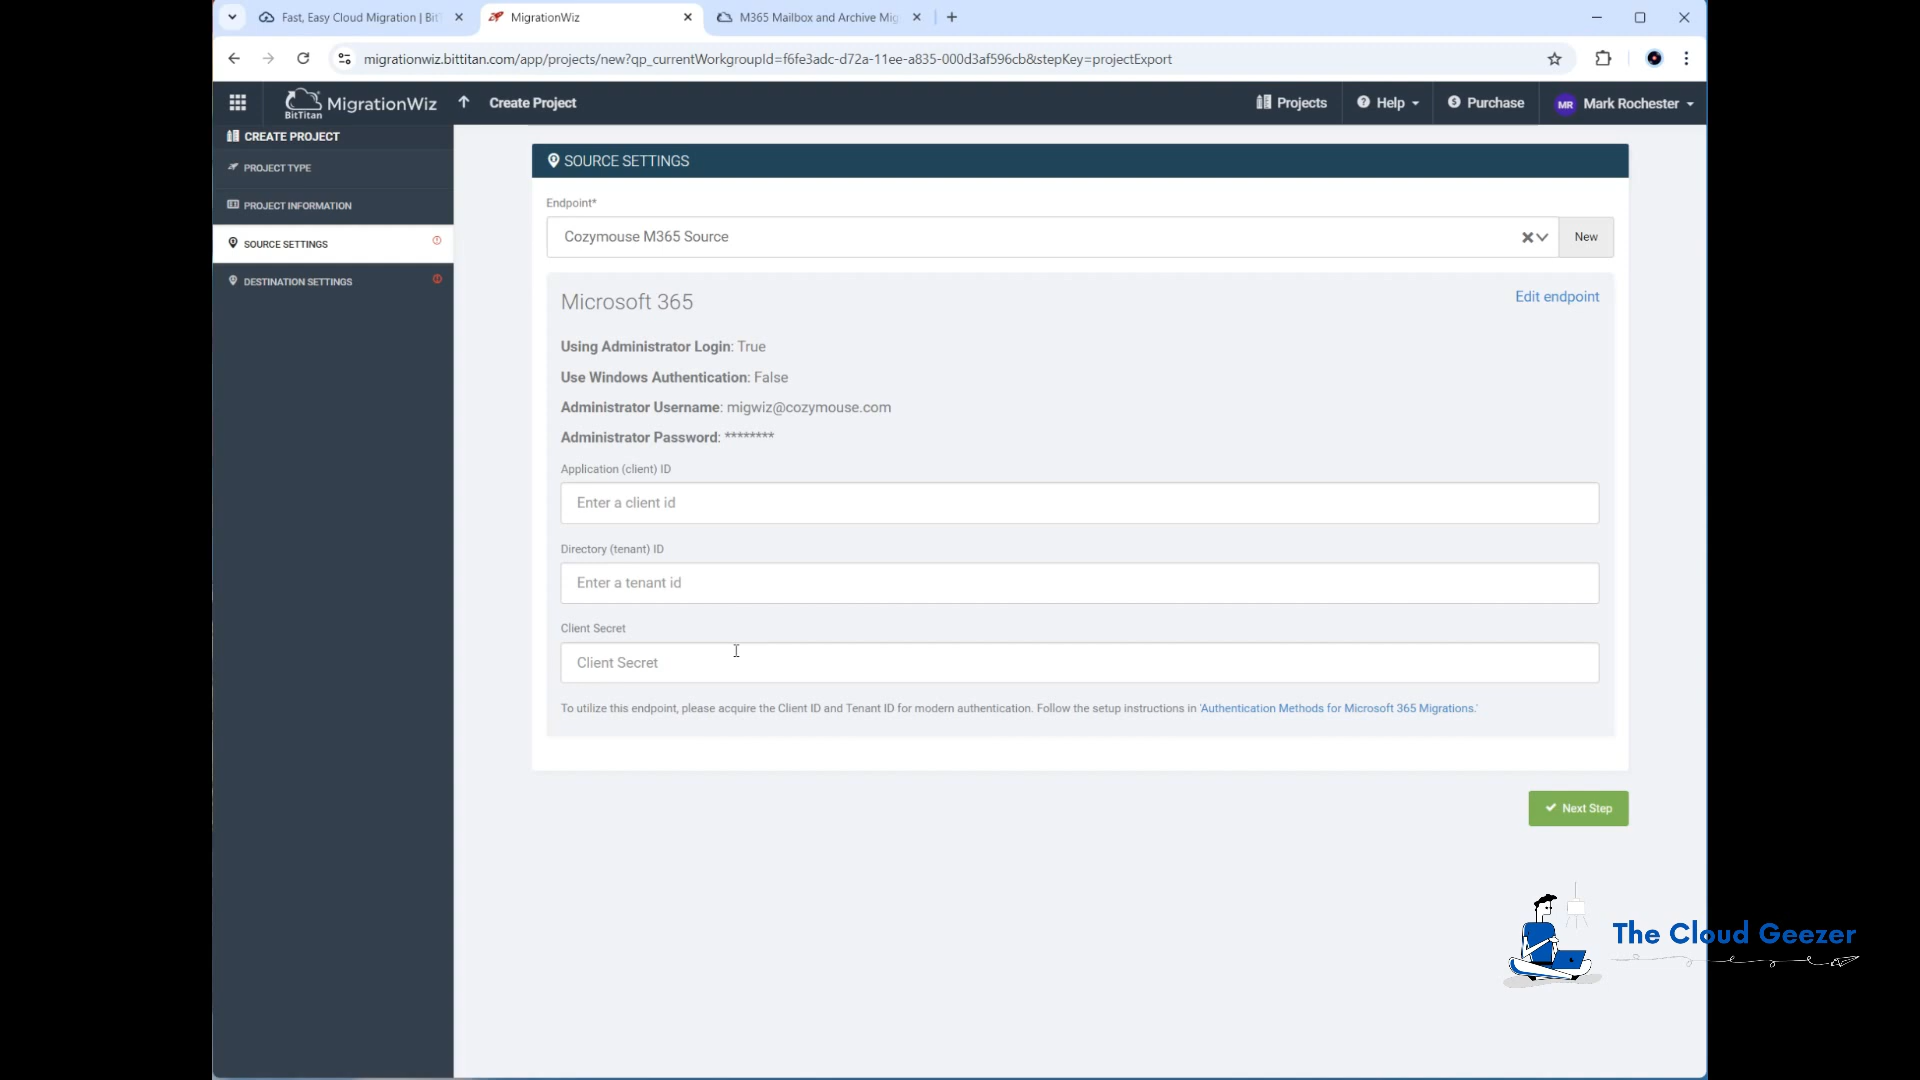 Fast, Easy Cloud Migration | BitT
MigrationWiz
M365 Mailbox and Archive Mig
migrationwiz.bittitan.com/app/projects/new?qp_currentWorkgroupId=f6fe3adc-d72a-11ee-a835-000d3af596cb&stepKey=projectExport
BitTitan
MigrationWiz
Create Project
Projects
Help
Purchase
MR
Mark Rochester
CREATE PROJECT
PROJECT TYPE
PROJECT INFORMATION
SOURCE SETTINGS
DESTINATION SETTINGS
SOURCE SETTINGS
Endpoint*
Cozymouse M365 Source
New
Microsoft 365
Edit endpoint
Using Administrator Login: True
Use Windows Authentication: False
Administrator Username: migwiz@cozymouse.com
Administrator Password: ********
Application (client) ID
Enter a client id
Directory (tenant) ID
Enter a tenant id
Client Secret
Client Secret
To utilize this endpoint, please acquire the Client ID and Tenant ID for modern authentication. Follow the setup instructions in 'Authentication Methods for Microsoft 365 Migrations.'
Next Step
The Cloud Geezer